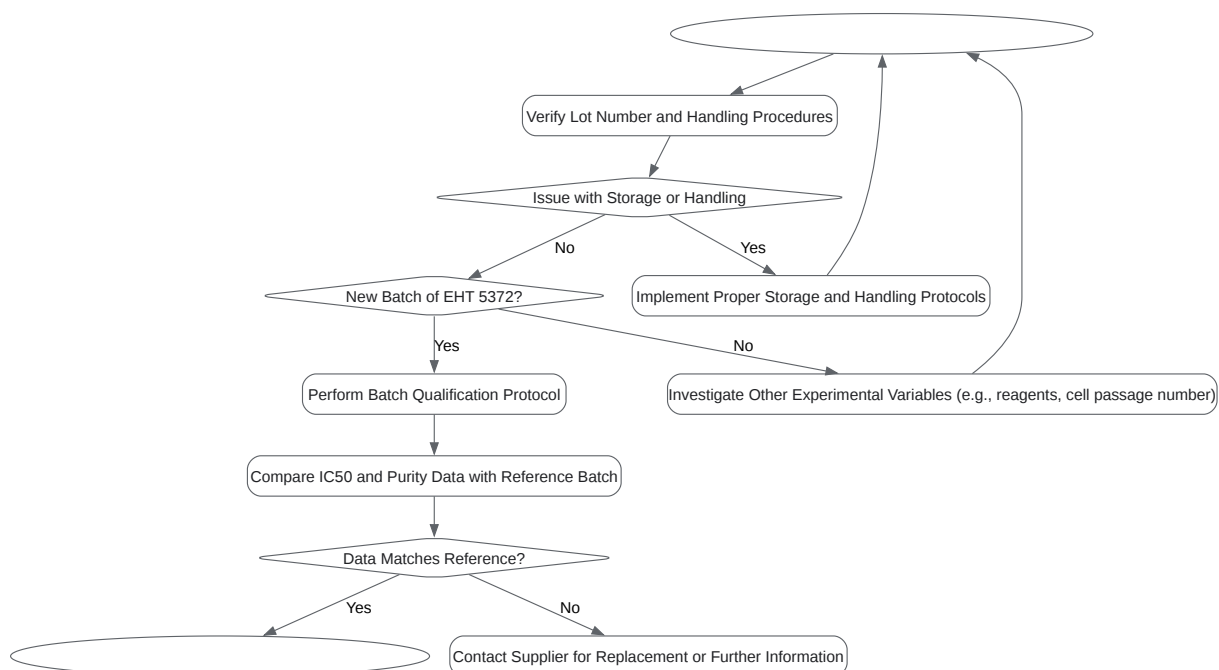 Verify Lot Number and Handling Procedures
Issue with Storage or Handling
No
Yes
New Batch of EHT 5372?
Implement Proper Storage and Handling Protocols
Yes
No
Perform Batch Qualification Protocol
Investigate Other Experimental Variables (e.g., reagents, cell passage number)
Compare IC50 and Purity Data with Reference Batch
Data Matches Reference?
Yes
No
Contact Supplier for Replacement or Further Information